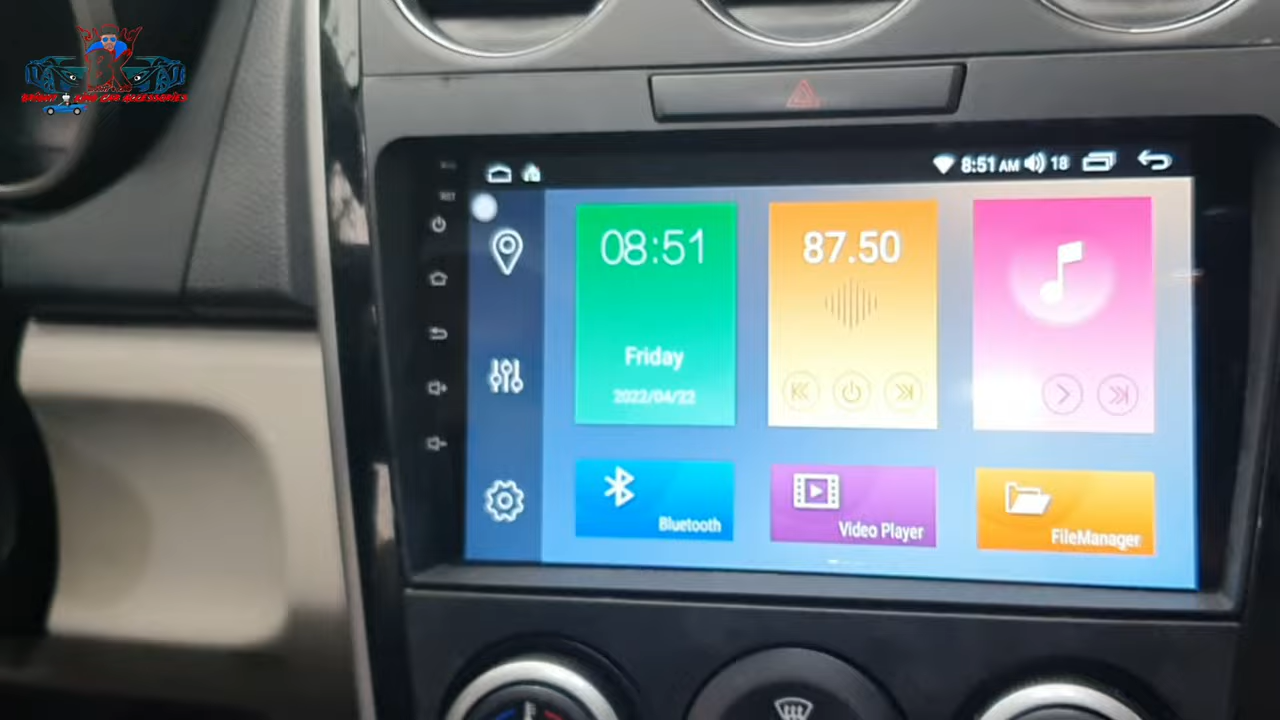 8:51 AM 18
08:51
Friday
2022/04/22
87.50
Bluetooth
Video Player
FileManager